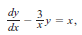 dy/dx − 3/y y = x,